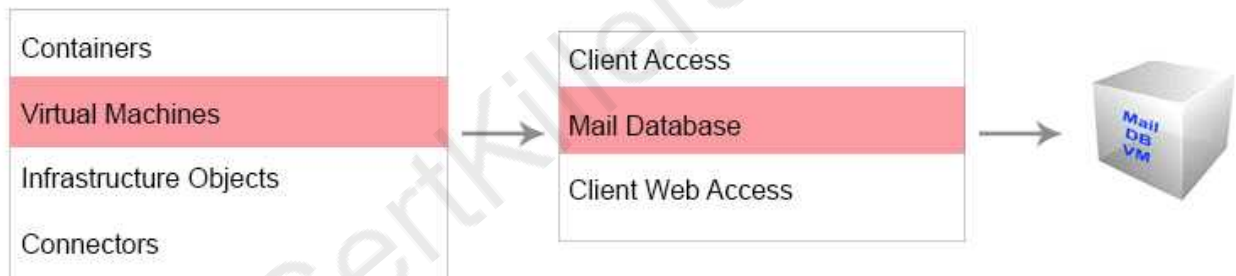 Containers
Virtual Machines
Infrastructure Objects
Connectors
Client Access
Mail Database
Client Web Access
Mail
DB
VM